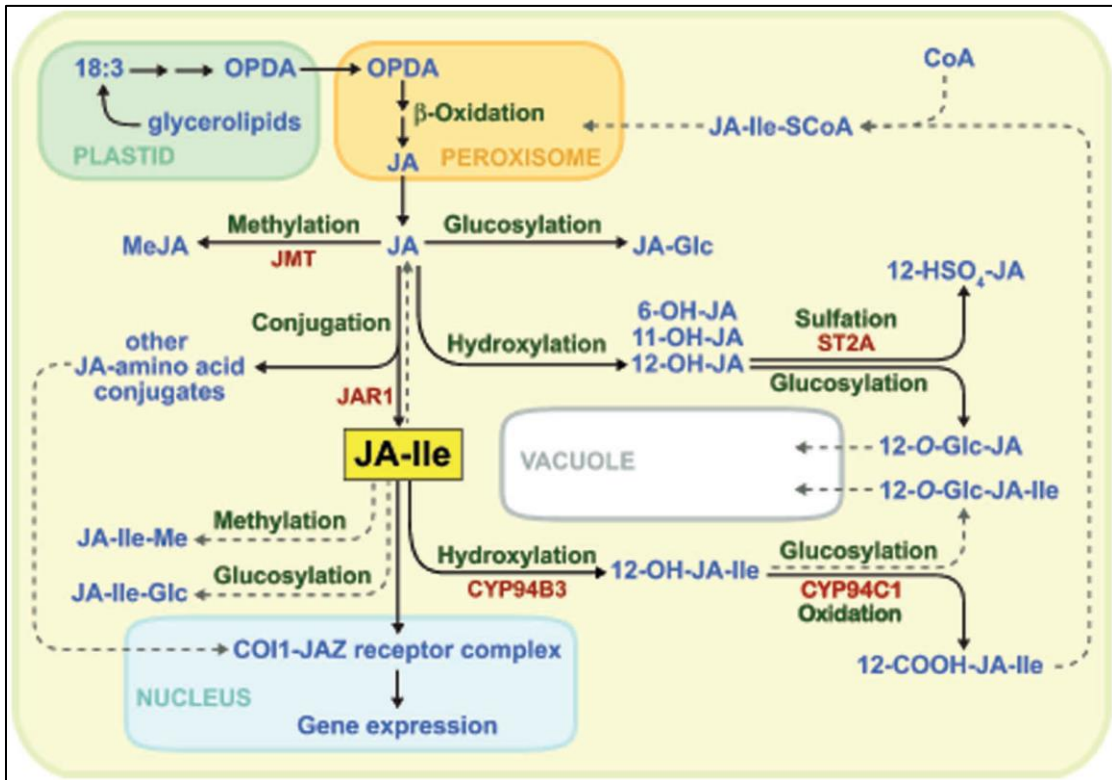 18:3 OPDA OPDA CoA
β-Oxidation
glycerolipids JA-Ile-SCoA
PLASTID JA PEROXISOME
Methylation Glucosylation
MeJA JA JA-Glc
JMT
12-HSO4-JA
6-OH-JA
Conjugation 11-OH-JA Sulfation
other Hydroxylation 12-OH-JA ST2A
JA-amino acid Glucosylation
conjugates
JAR1
JA-Ile VACUOLE 12-O-Glc-JA
12-O-Glc-JA-Ile
Methylation
JA-Ile-Me Hydroxylation Glucosylation
Glucosylation 12-OH-JA-Ile
JA-Ile-Glc CYP94B3 CYP94C1
Oxidation
COI1-JAZ receptor complex 12-COOH-JA-Ile
NUCLEUS
Gene expression